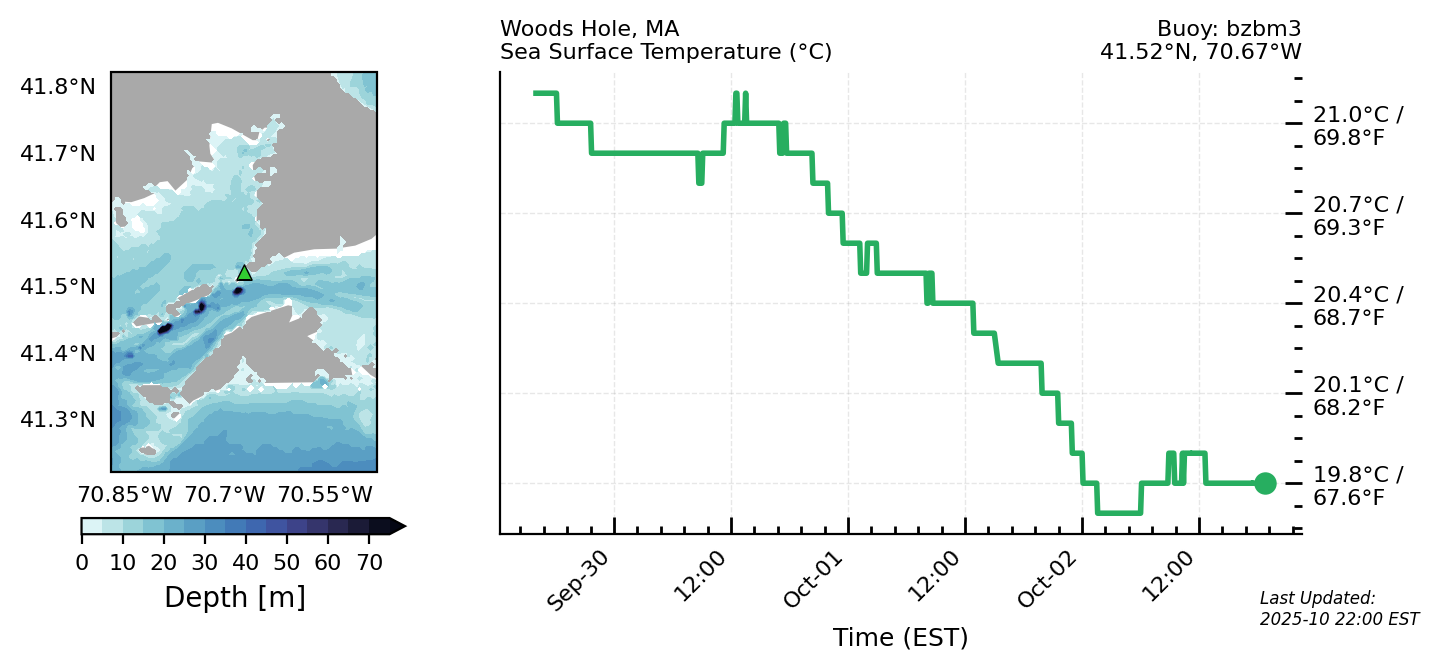 Woods Hole, MA
Sea Surface Temperature (°C)
Buoy: bzbm3
41.52°N, 70.67°W
41.8°N
41.7°N
41.6°N
41.5°N
41.4°N
41.3°N
70.85°W 70.7°W 70.55°W
0 10 20 30 40 50 60 70
Depth [m]
21.0°C /
69.8°F
20.7°C /
69.3°F
20.4°C /
68.7°F
20.1°C /
68.2°F
19.8°C /
67.6°F
Sep-30
12:00
Oct-01
12:00
Oct-02
12:00
Time (EST)
Last Updated:
2025-10 22:00 EST